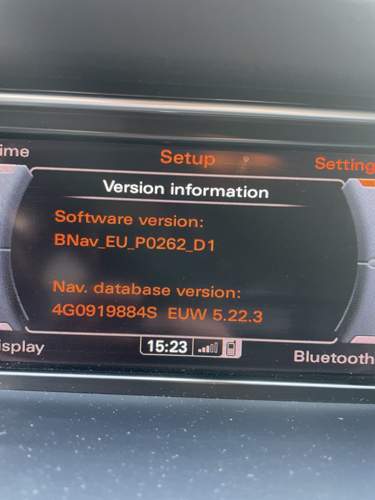 ime
Setup
Setting
Version information
Software version:
BNav_EU_P0262_D1
Nav. database version:
4G0919884S EUW 5.22.3
isplay
15:23
Bluetooth